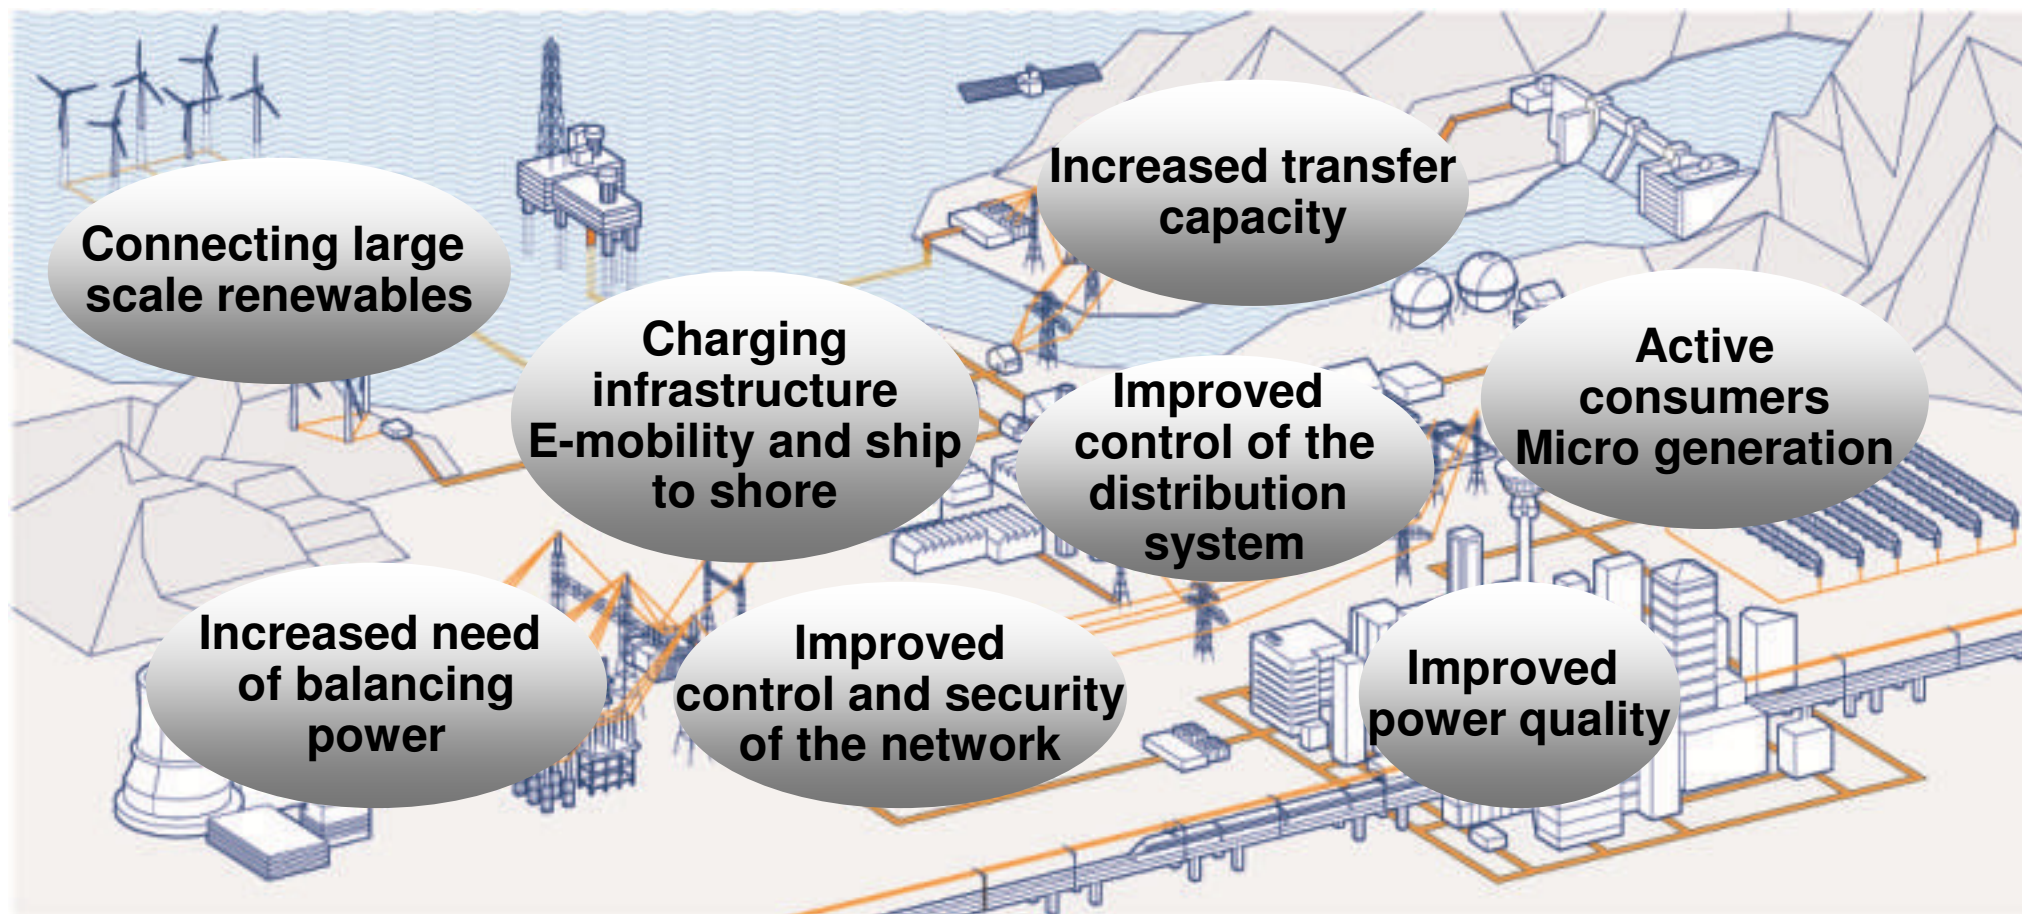 Increased transfer
capacity
Connecting large
scale renewables
Charging
infrastructure
E-mobility and ship
to shore
Improved
control of the
distribution
system
Active
consumers
Micro generation
Increased need
of balancing
power
Improved
control and security
of the network
Improved
power quality